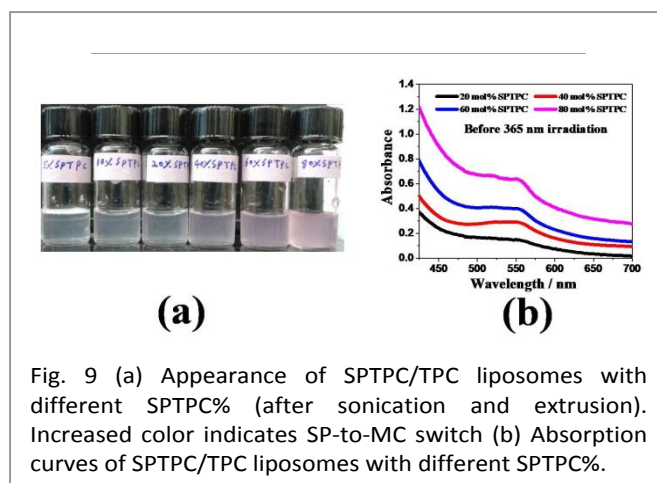 5% SPTPC 10% SPTPC 20% SPT 40% SPTPC 60% SPTPC 80% SPT
(a)
20 mol% SPTPC 40 mol% SPTPC
60 mol% SPTPC 80 mol% SPTPC
Before 365 nm irradiation
Absorbance
1.4
1.2
1.0
0.8
0.6
0.4
0.2
0.0
450 500 550 600 650 700
Wavelength / nm
(b)
Fig. 9 (a) Appearance of SPTPC/TPC liposomes with
different SPTPC% (after sonication and extrusion).
Increased color indicates SP-to-MC switch (b) Absorption
curves of SPTPC/TPC liposomes with different SPTPC%.